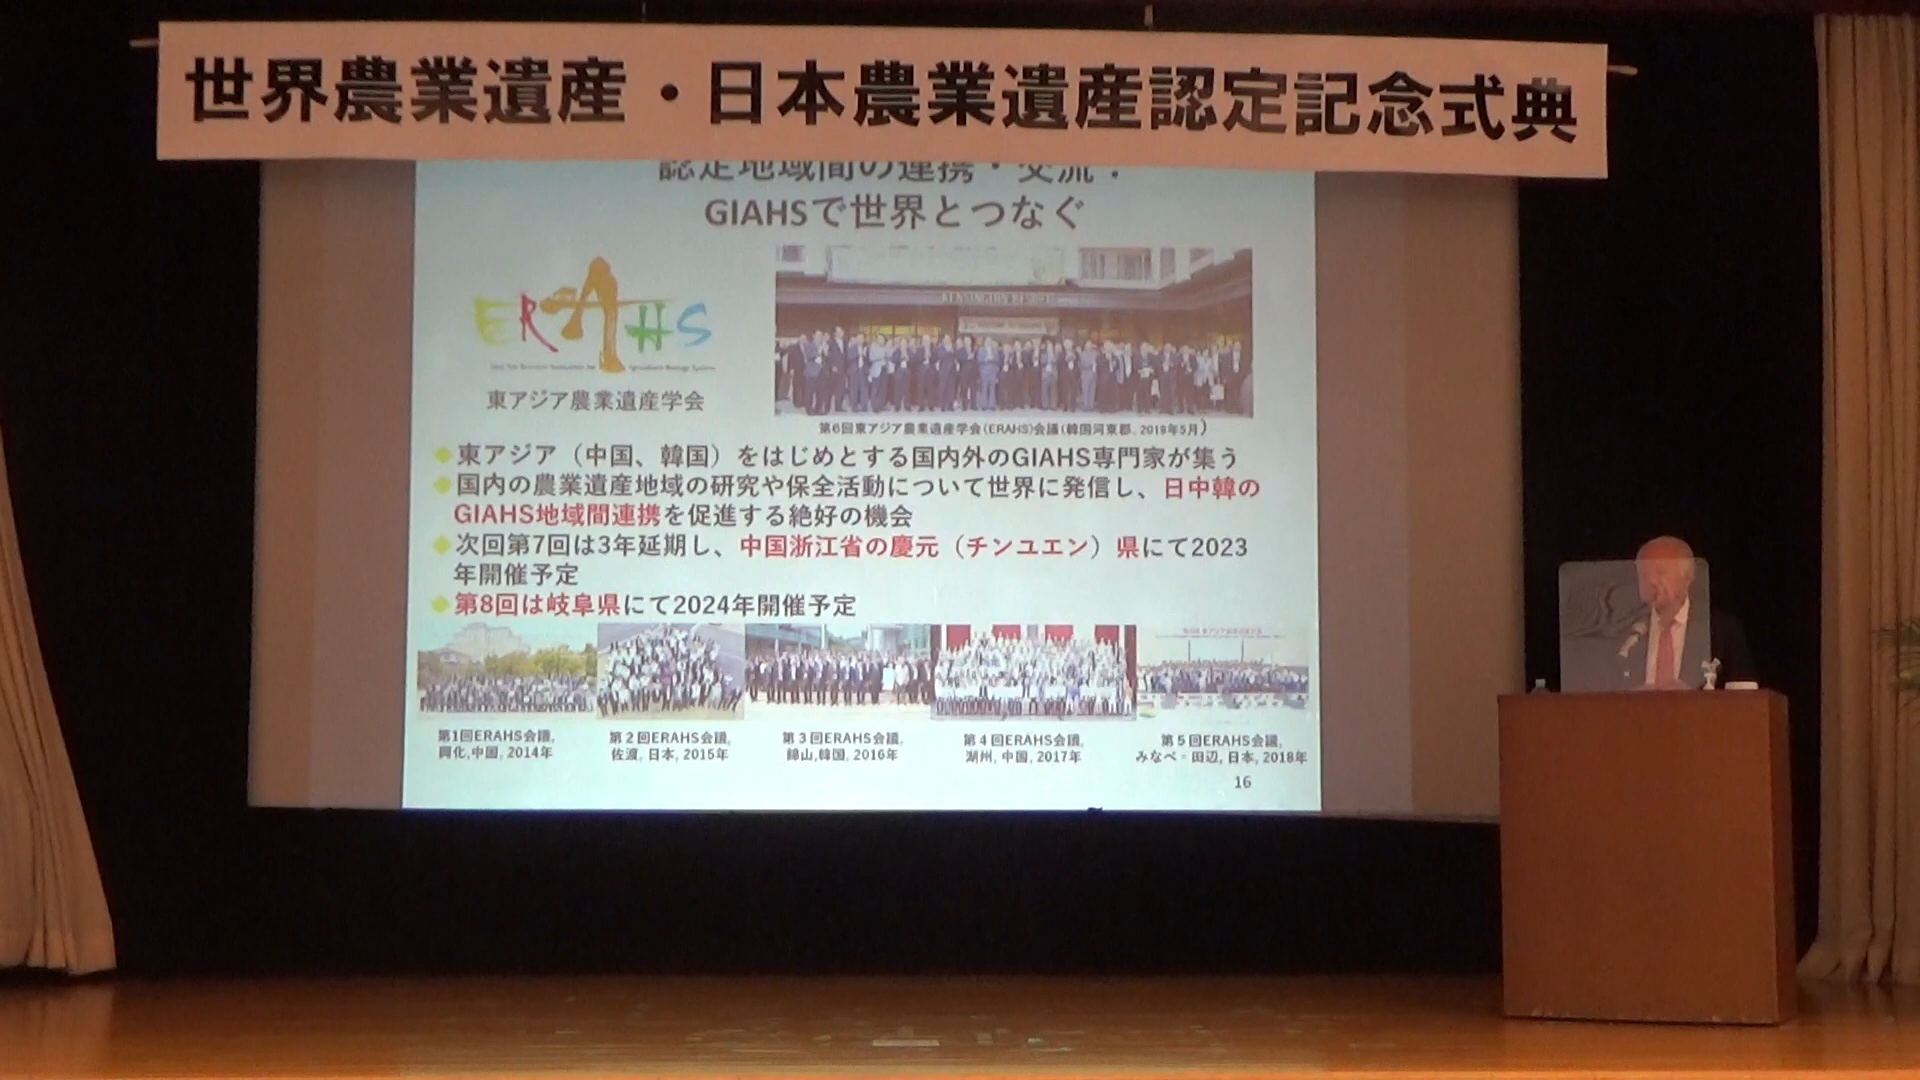 世界農業遺産・日本農業遺産認定記念式典
認定地域間の連携・交流：
GIAHSで世界とつなぐ
ERAHS
東アジア農業遺産学会
第6回東アジア農業遺産学会(ERAHS)会議(韓国河東郡、2019年5月)
東アジア（中国、韓国）をはじめとする国内外のGIAHS専門家が集う
国内の農業遺産地域の研究や保全活動について世界に発信し、日中韓の
GIAHS地域間連携を促進する絶好の機会
次回第7回は3年延期し、中国浙江省の慶元（チンユエン）県にて2023
年開催予定
第8回は岐阜県にて2024年開催予定
第1回ERAHS会議,
興化,中国, 2014年
第２回ERAHS会議,
佐渡, 日本, 2015年
第３回ERAHS会議,
錦山,韓国, 2016年
第４回ERAHS会議,
湖州, 中国, 2017年
第５回ERAHS会議,
みなべ・田辺, 日本, 2018年
16